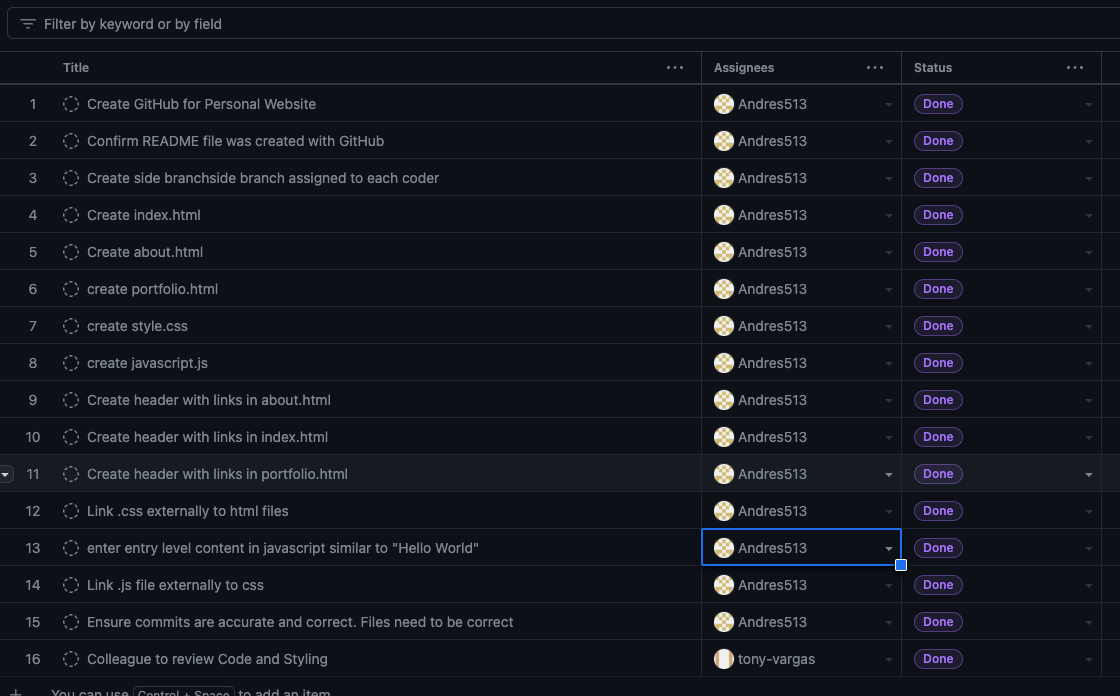 Filter by keyword or by field
Title ... Assignees ... Status ...
1 Create GitHub for Personal Website Andres513 Done
2 Confirm README file was created with GitHub Andres513 Done
3 Create side branchside branch assigned to each coder Andres513 Done
4 Create index.html Andres513 Done
5 Create about.html Andres513 Done
6 create portfolio.html Andres513 Done
7 create style.css Andres513 Done
8 create javascript.js Andres513 Done
9 Create header with links in about.html Andres513 Done
10 Create header with links in index.html Andres513 Done
11 Create header with links in portfolio.html Andres513 Done
12 Link .css externally to html files Andres513 Done
13 enter entry level content in javascript similar to "Hello World" Andres513 Done
14 Link .js file externally to css Andres513 Done
15 Ensure commits are accurate and correct. Files need to be correct Andres513 Done
16 Colleague to review Code and Styling tony-vargas Done
+ You can use Control + Space to add an item